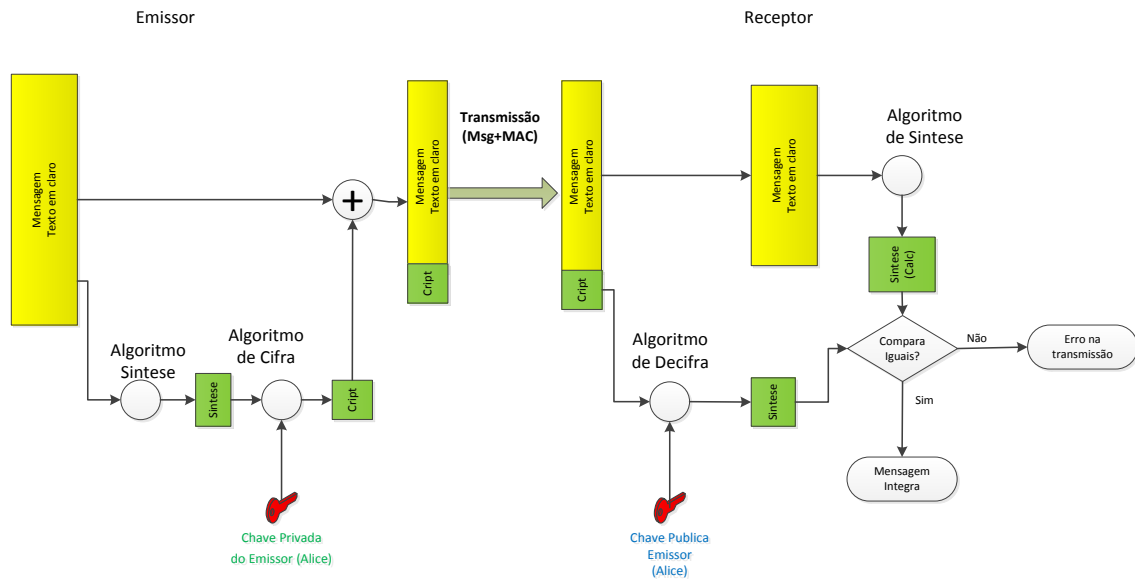 Emissor
Receptor
Mensagem
Texto em claro
Algoritmo
Sintese
Sintese
Algoritmo
de Cifra
Cript
Chave Privada
do Emissor (Alice)
Mensagem
Texto em claro
Cript
Transmissão
(Msg+MAC)
Mensagem
Texto em claro
Cript
Algoritmo
de Decifra
Chave Publica
Emissor
(Alice)
Sintese
Mensagem
Texto em claro
Algoritmo
de Sintese
Sintese
(Calc)
Compara
Iguais?
Não
Erro na
transmissão
Sim
Mensagem
Integra